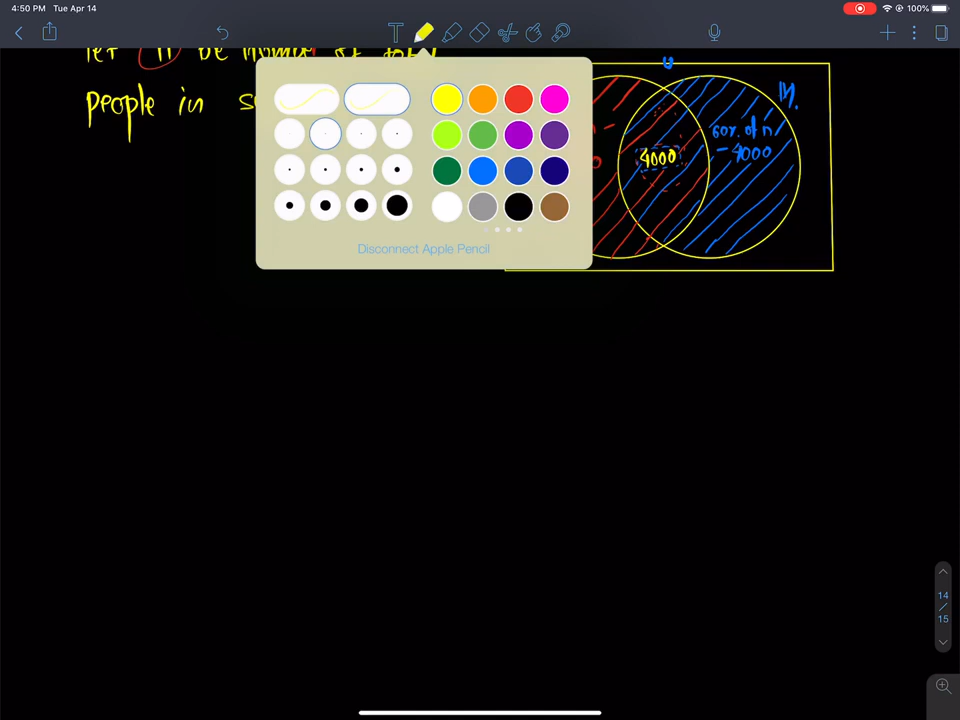 4:50 PM Tue Apr 14
100%
let n be number of total
people in
U
M.
60% of n
- 4000
4000
Disconnect Apple Pencil
14
/
15